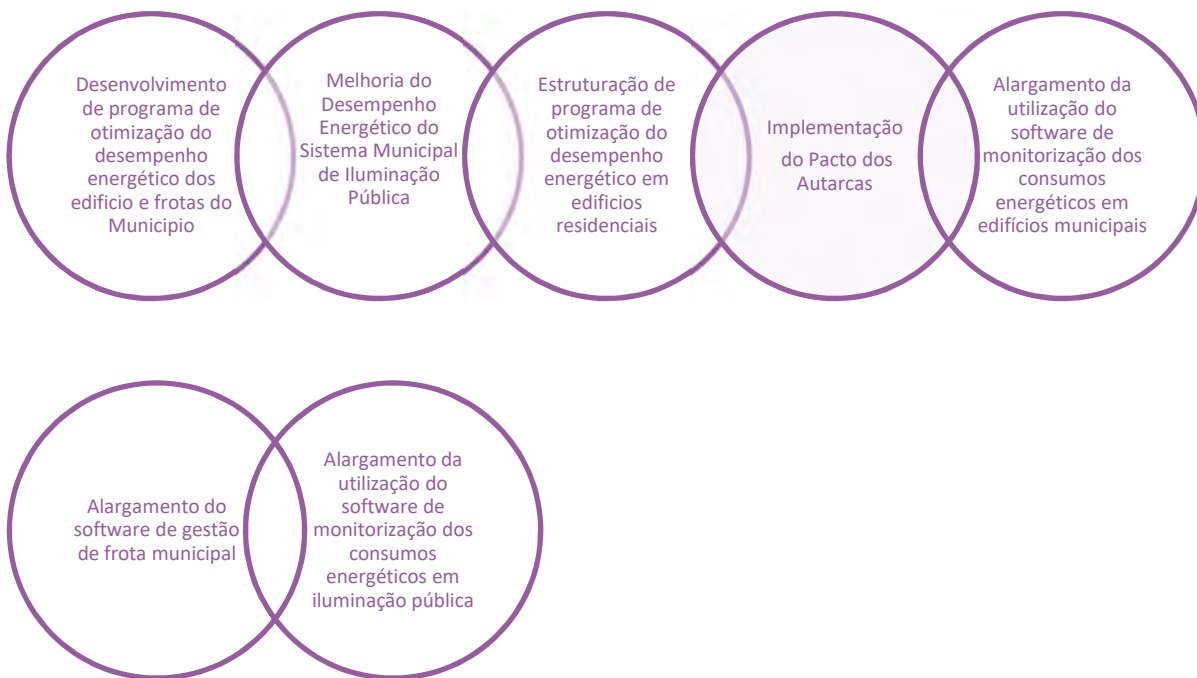 Desenvolvimento
de programa de
otimização do
desempenho
energético dos
edificio e frotas do
Municipio
Melhoria do
Desempenho
Energético do
Sistema Municipal
de Iluminação
Pública
Estruturação de
programa de
otimização do
desempenho
energético em
edificios
residenciais
Implementação
do Pacto dos
Autarcas
Alargamento da
utilização do
software de
monitorização dos
consumos
energéticos em
edifícios municipais
Alargamento do
software de gestão
de frota municipal
Alargamento da
utilização do
software de
monitorização dos
consumos
energéticos em
iluminação pública